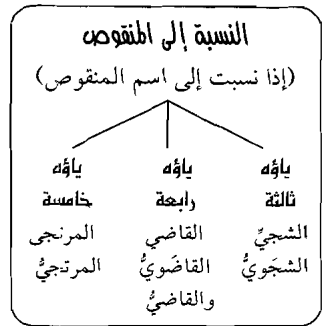 النسبة إلى المنقوص
(إذا نسبت إلى اسم المنقوص)
ياؤه ياؤه ياؤه
ثالثة رابعة خامسة
الشجيِّ القاضي المرنجى
الشجَويُّ القاضَويُّ المرتجيُّ
والقاضيُّ